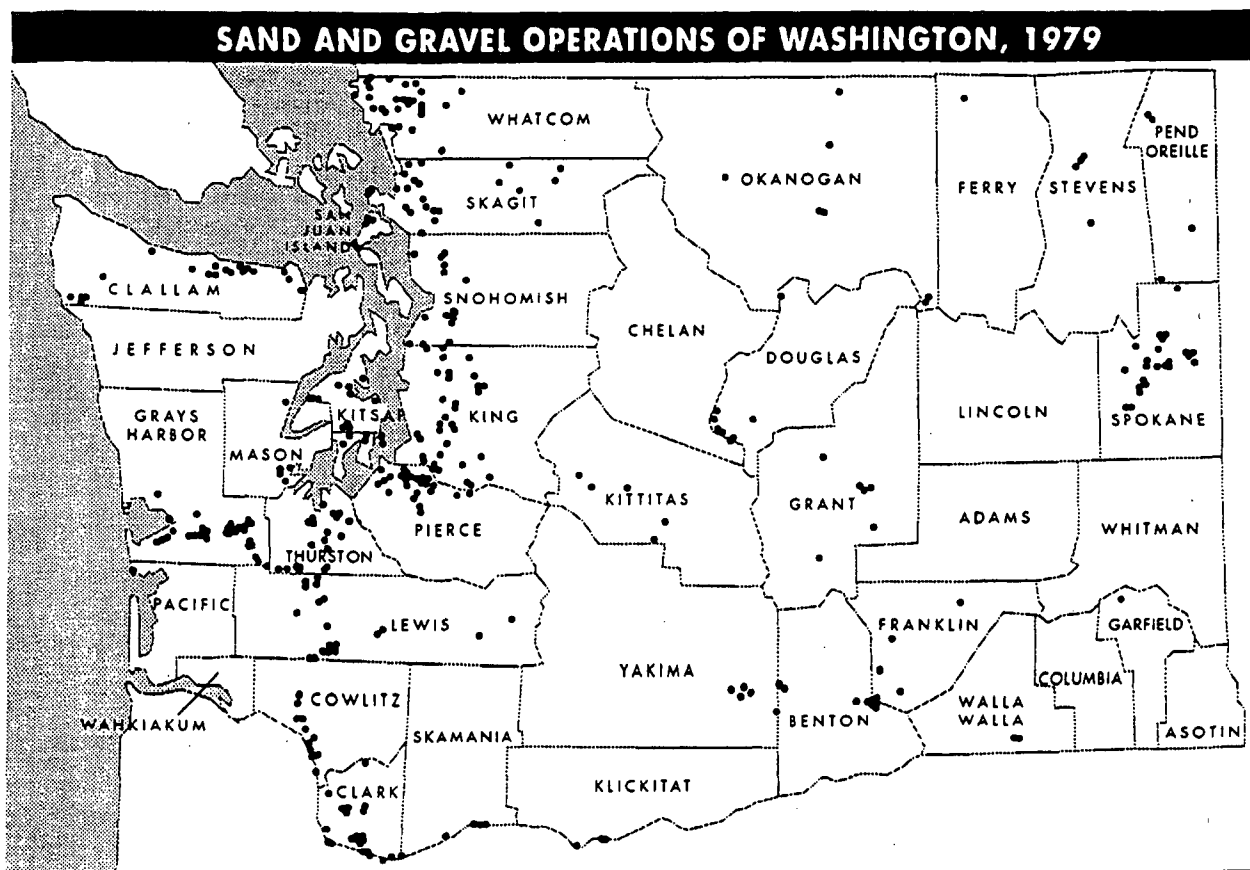 SAND AND GRAVEL OPERATIONS OF WASHINGTON, 1979
WHATCOM
PEND
OREILLE
OKANOGAN
FERRY
STEVENS
SKAGIT
SAN
JUAN
ISLAND
CLALLAM
SNOHOMISH
CHELAN
DOUGLAS
JEFFERSON
GRAYS
HARBOR
KITSAP
KING
LINCOLN
SPOKANE
MASON
KITTITAS
GRANT
ADAMS
WHITMAN
PIERCE
THURSTON
PACIFIC
LEWIS
FRANKLIN
GARFIELD
YAKIMA
COLUMBIA
COWLITZ
WAHKIAKUM
SKAMANIA
BENTON
WALLA
WALLA
ASOTIN
CLARK
KLICKITAT